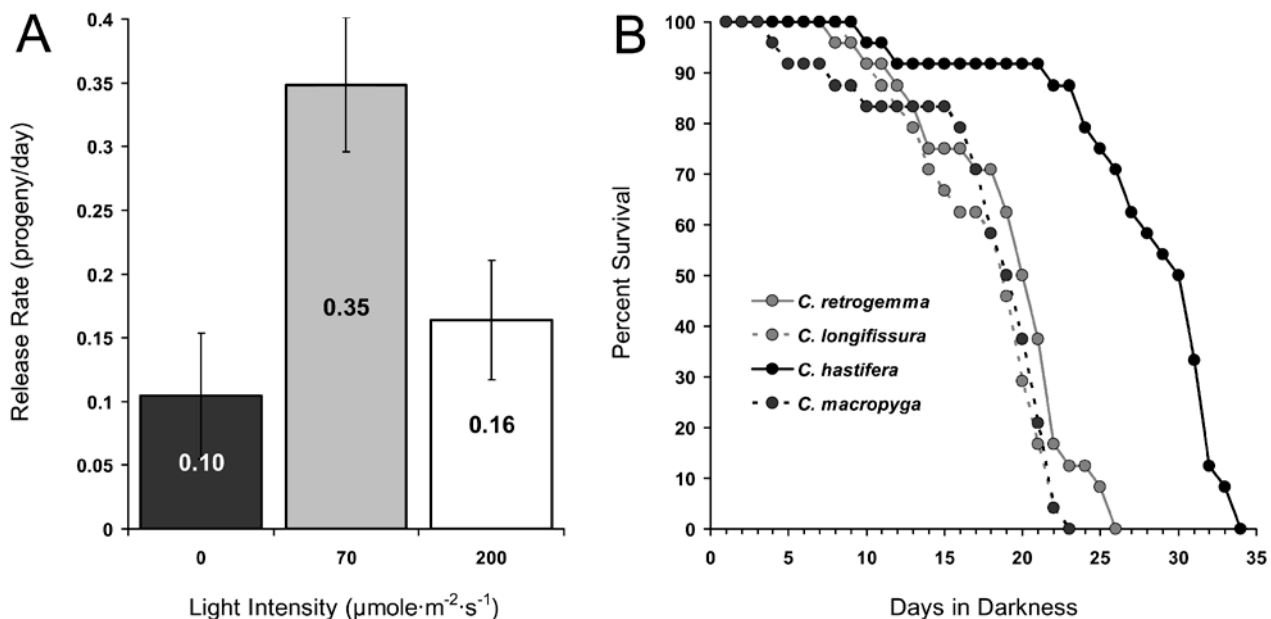 A
Release Rate (progeny/day)
0.4
0.35
0.3
0.25
0.2
0.15
0.1
0.05
0
0.10
0.35
0.16
0 70 200
Light Intensity (µmole·m⁻²·s⁻¹)
B
Percent Survival
100
90
80
70
60
50
40
30
20
10
0
C. retrogemma
C. longifissura
C. hastifera
C. macropyga
0 5 10 15 20 25 30 35
Days in Darkness